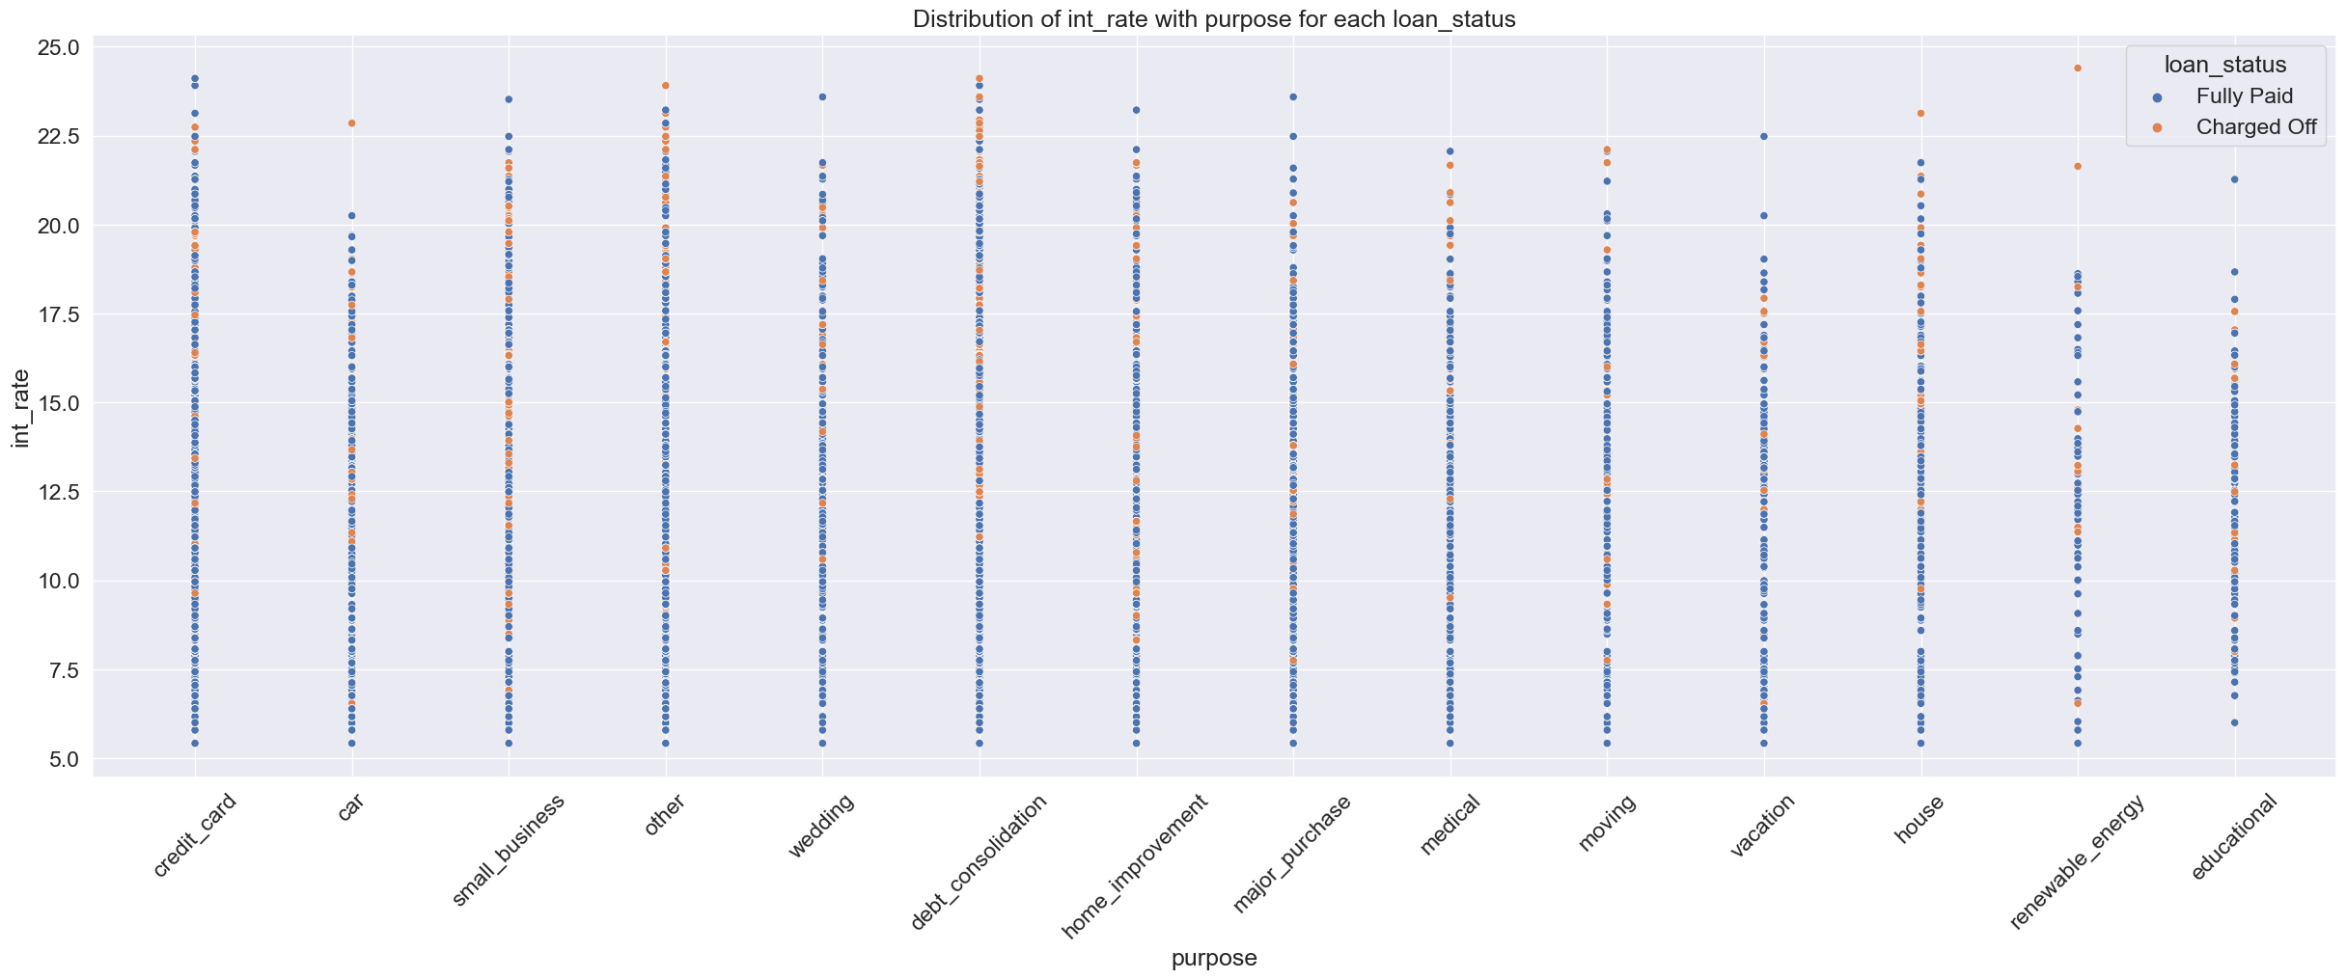 Distribution of int_rate with purpose for each loan_status
25.0
22.5
20.0
17.5
15.0
12.5
10.0
7.5
5.0
int_rate
loan_status
Fully Paid
Charged Off
credit_card
car
small_business
other
wedding
debt_consolidation
home_improvement
major_purchase
medical
moving
vacation
house
renewable_energy
educational
purpose